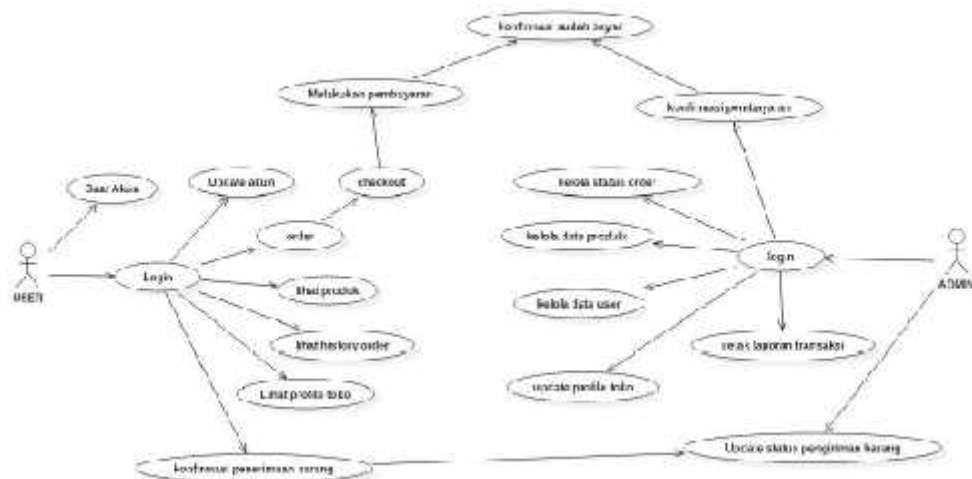 konfirmasi sudah bayar
Melakukan pembayaran
konfirmasi pembayaran
Buat Akun
Update akun
checkout
kelola status order
order
kelola data produk
USER
Login
login
ADMIN
lihat produk
kelola data user
lihat history order
cetak laporan transaksi
Lihat profile toko
update profile toko
konfirmasi penerimaan barang
Update status pengiriman barang